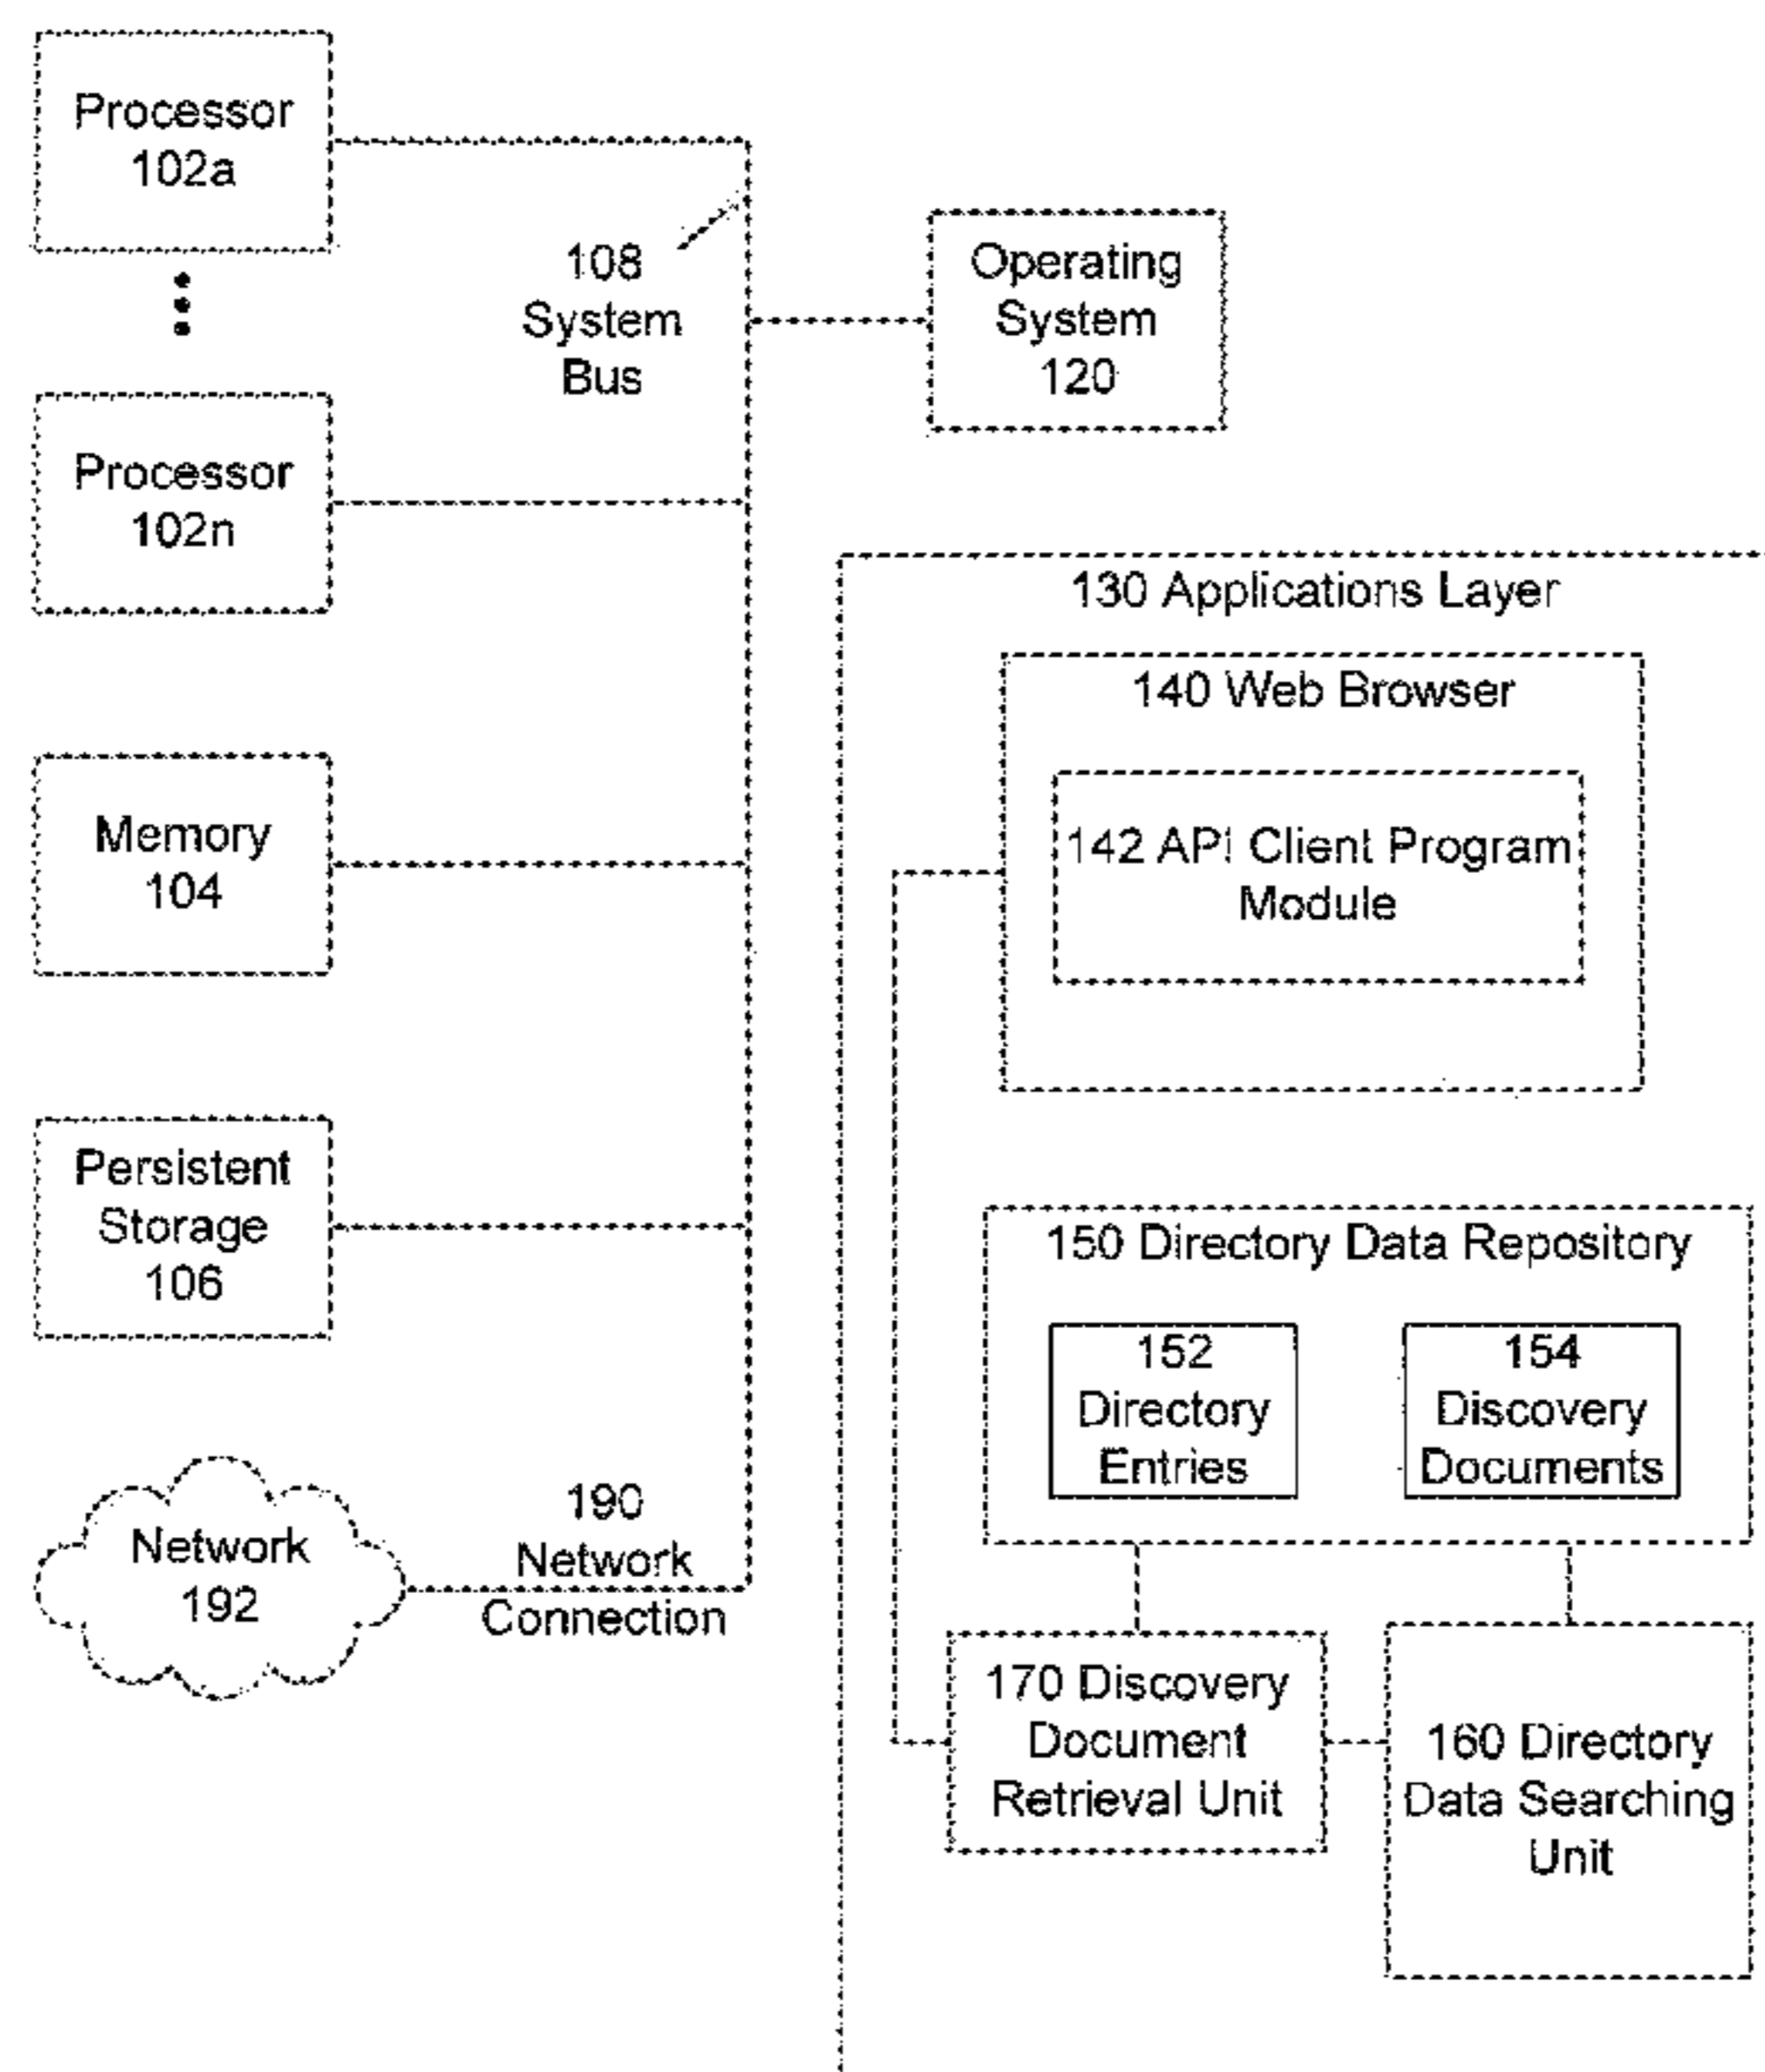 Processor
102a
Processor
102n
Memory
104
Persistent
Storage
106
Network
192
108
System
Bus
190
Network
Connection
Operating
System
120
130 Applications Layer
140 Web Browser
142 API Client Program
Module
150 Directory Data Repository
152
Directory
Entries
154
Discovery
Documents
170 Discovery
Document
Retrieval Unit
160 Directory
Data Searching
Unit